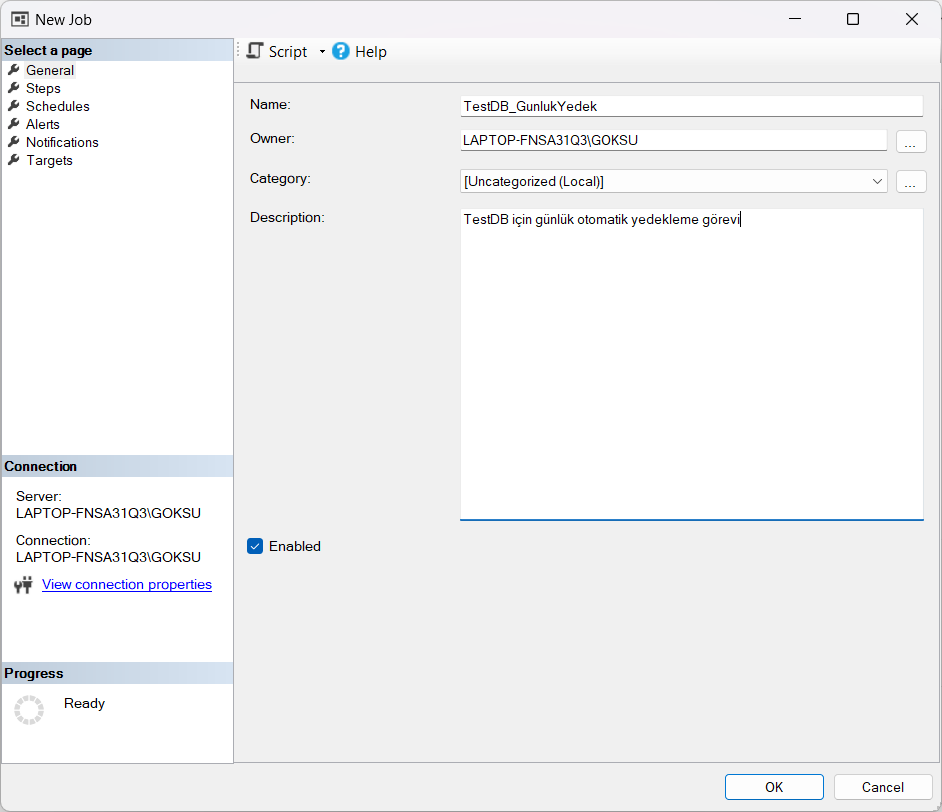 New Job
Select a page
General
Steps
Schedules
Alerts
Notifications
Targets
Script
Help
Name:
TestDB_GunlukYedek
Owner:
LAPTOP-FNSA31Q3\GOKSU
...
Category:
[Uncategorized (Local)]
...
Description:
TestDB için günlük otomatik yedekleme görevi
Enabled
Connection
Server:
LAPTOP-FNSA31Q3\GOKSU
Connection:
LAPTOP-FNSA31Q3\GOKSU
View connection properties
Progress
Ready
OK
Cancel